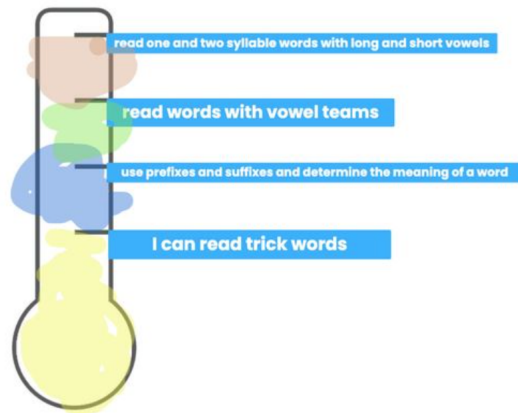 read one and two syllable words with long and short vowels
read words with vowel teams
use prefixes and suffixes and determine the meaning of a word
I can read trick words